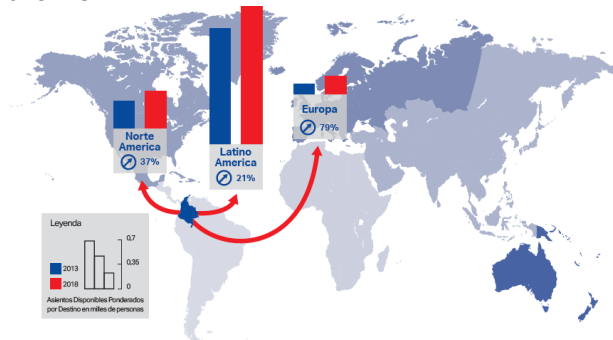 Norte
America
37%
Latino
America
21%
Europa
79%
Leyenda
2013
2018
0,7
0,35
0
Asientos Disponibles Ponderados
por Destino en miles de personas